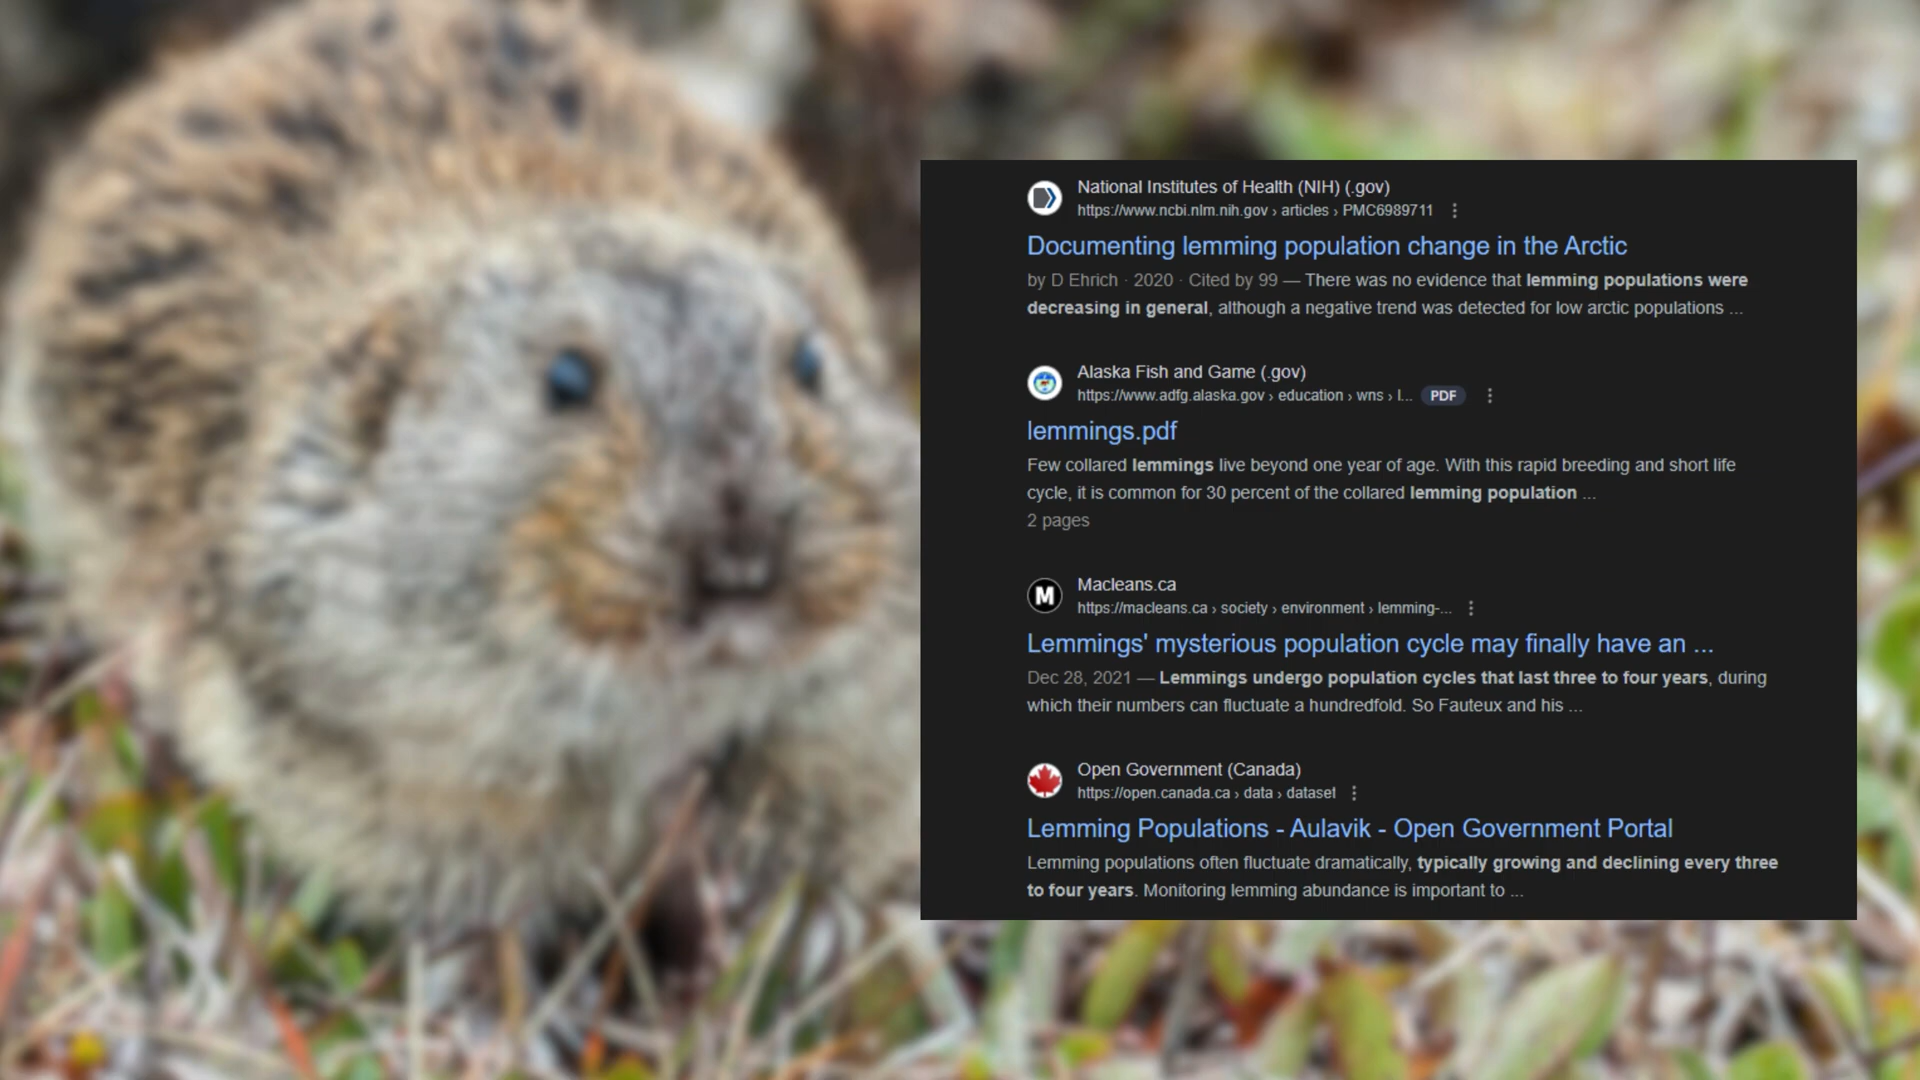 National Institutes of Health (NIH) (.gov)
https://www.ncbi.nlm.nih.gov › articles › PMC6989711
Documenting lemming population change in the Arctic
by D Ehrich · 2020 · Cited by 99 — There was no evidence that lemming populations were
decreasing in general, although a negative trend was detected for low arctic populations ...
Alaska Fish and Game (.gov)
https://www.adfg.alaska.gov › education › wns › l... PDF
lemmings.pdf
Few collared lemmings live beyond one year of age. With this rapid breeding and short life
cycle, it is common for 30 percent of the collared lemming population ...
2 pages
M Macleans.ca
https://macleans.ca › society › environment › lemming-...
Lemmings' mysterious population cycle may finally have an ...
Dec 28, 2021 — Lemmings undergo population cycles that last three to four years, during
which their numbers can fluctuate a hundredfold. So Fauteux and his ...
Open Government (Canada)
https://open.canada.ca › data › dataset
Lemming Populations - Aulavik - Open Government Portal
Lemming populations often fluctuate dramatically, typically growing and declining every three
to four years. Monitoring lemming abundance is important to ...